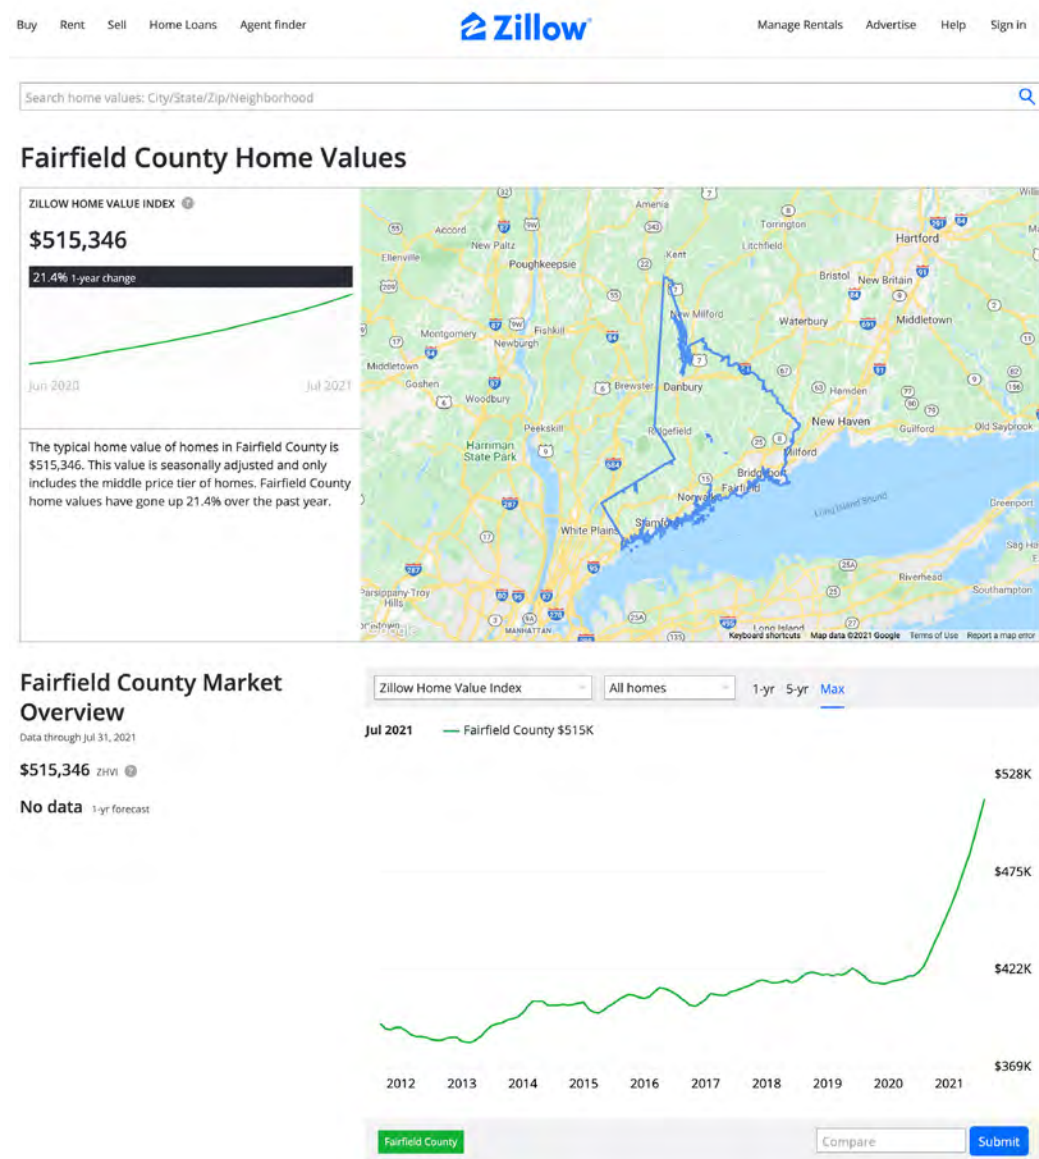 Buy Rent Sell Home Loans Agent finder Zillow Manage Rentals Advertise Help Sign in
Search home values: City/State/Zip/Neighborhood
Fairfield County Home Values
ZILLOW HOME VALUE INDEX ?
$515,346
21.4% 1-year change
Jun 2020 Jul 2021
The typical home value of homes in Fairfield County is
$515,346. This value is seasonally adjusted and only
includes the middle price tier of homes. Fairfield County
home values have gone up 21.4% over the past year.
Amenia
Torrington
Accord
Hartford
New Paltz
Litchfield
Ellenville
Kent
Poughkeepsie
Bristol
New Britain
New Milford
Waterbury
Middletown
Montgomery
Fishkill
Newburgh
Middletown
Goshen
Brewster
Danbury
Hamden
Woodbury
New Haven
Guilford
Old Saybrook
Peekskill
Ridgefield
Harriman
State Park
Milford
Bridgeport
Fairfield
Norwalk
Long Island Sound
Greenport
White Plains
Stamford
Riverhead
Parsippany-Troy
Hills
Southampton
MANHATTAN
Long Island
Keyboard shortcuts Map data ©2021 Google Terms of Use Report a map error
Fairfield County Market
Overview
Data through Jul 31, 2021
$515,346 ZHVI ?
No data 1-yr forecast
Zillow Home Value Index All homes 1-yr 5-yr Max
Jul 2021 Fairfield County $515K
$528K
$475K
$422K
$369K
2012 2013 2014 2015 2016 2017 2018 2019 2020 2021
Fairfield County Compare Submit